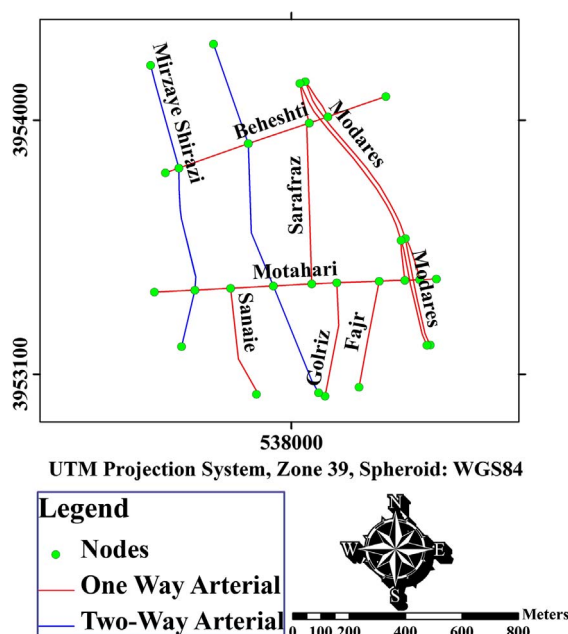 Mirzaye Shirazi
Beheshti
Modares
3954000
Sarafraz
Motahari
Modares
Sanaie
Golriz
Fajr
3953100
538000
UTM Projection System, Zone 39, Spheroid: WGS84
Legend
Nodes
One Way Arterial
Two-Way Arterial
N
W E
S
Meters
0 100 200 400 600 800